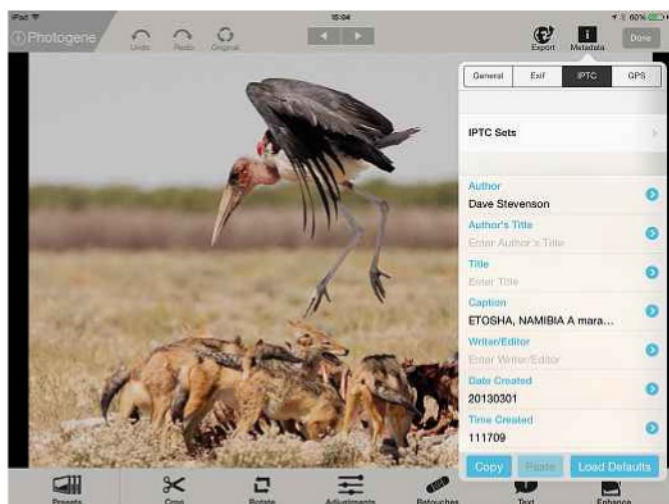 iPad
15:04
60%
Photogene
Undo
Redo
Original
Export
Metadata
Done
General
Exif
IPTC
GPS
IPTC Sets
Author
Dave Stevenson
Author's Title
Enter Author's Title
Title
Enter Title
Caption
ETOSHA, NAMIBIA A mara...
Writer/Editor
Enter Writer/Editor
Date Created
20130301
Time Created
111709
Copy
Paste
Load Defaults
Presets
Crop
Rotate
Adjustments
Retouches
Text
Enhance